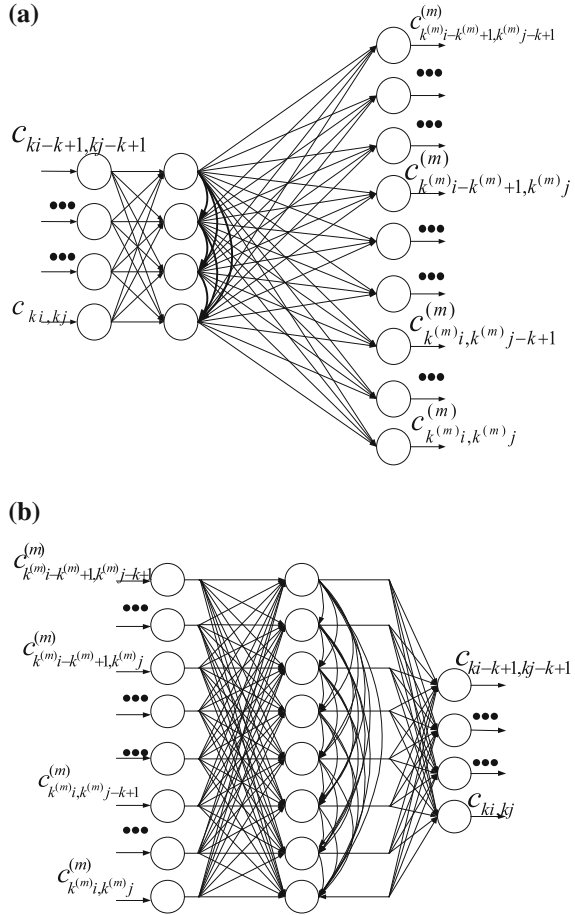 (a)
c^{(m)}_{k^{(m)}i-k^{(m)}+1,k^{(m)}j-k+1}
•••
•••
c_{ki-k+1,kj-k+1}
c^{(m)}_{k^{(m)}i-k^{(m)}+1,k^{(m)}j}
•••
•••
•••
•••
c_{ki,kj}
c^{(m)}_{k^{(m)}i,k^{(m)}j-k+1}
•••
c^{(m)}_{k^{(m)}i,k^{(m)}j}
(b)
c^{(m)}_{k^{(m)}i-k^{(m)}+1,k^{(m)}j-k+1}
•••
c^{(m)}_{k^{(m)}i-k^{(m)}+1,k^{(m)}j}
•••
•••
c^{(m)}_{k^{(m)}i,k^{(m)}j-k+1}
•••
c^{(m)}_{k^{(m)}i,k^{(m)}j}
c_{ki-k+1,kj-k+1}
•••
•••
c_{ki,kj}